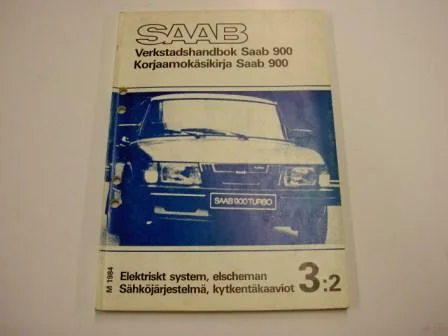 SAAB
Verkstadshandbok Saab 900
Korjaamokäsikirja Saab 900
SAAB 900 TURBO
M 1984
Elektriskt system, elscheman
Sähköjärjestelmä, kytkentäkaaviot
3:2